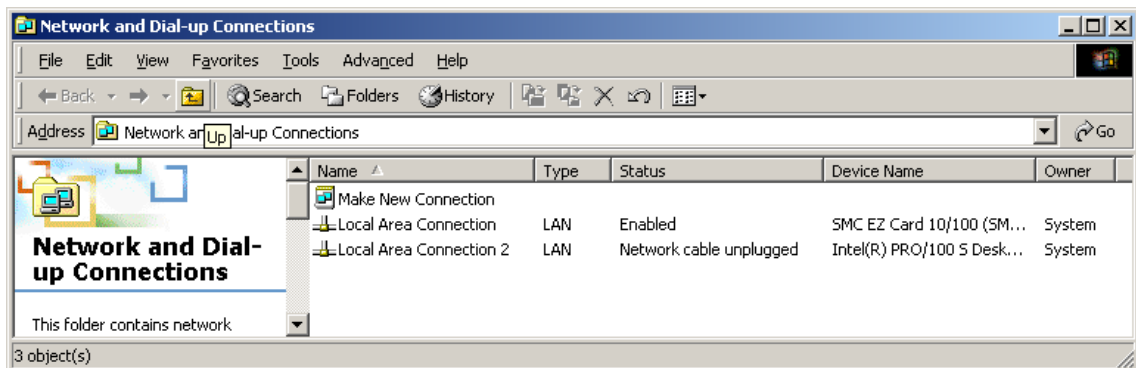 Network and Dial-up Connections
File Edit View Favorites Tools Advanced Help
Back Search Folders History
Address Network an Up al-up Connections Go
Name Type Status Device Name Owner
Make New Connection
Local Area Connection LAN Enabled SMC EZ Card 10/100 (SM... System
Local Area Connection 2 LAN Network cable unplugged Intel(R) PRO/100 S Desk... System
Network and Dial-
up Connections
This folder contains network
3 object(s)